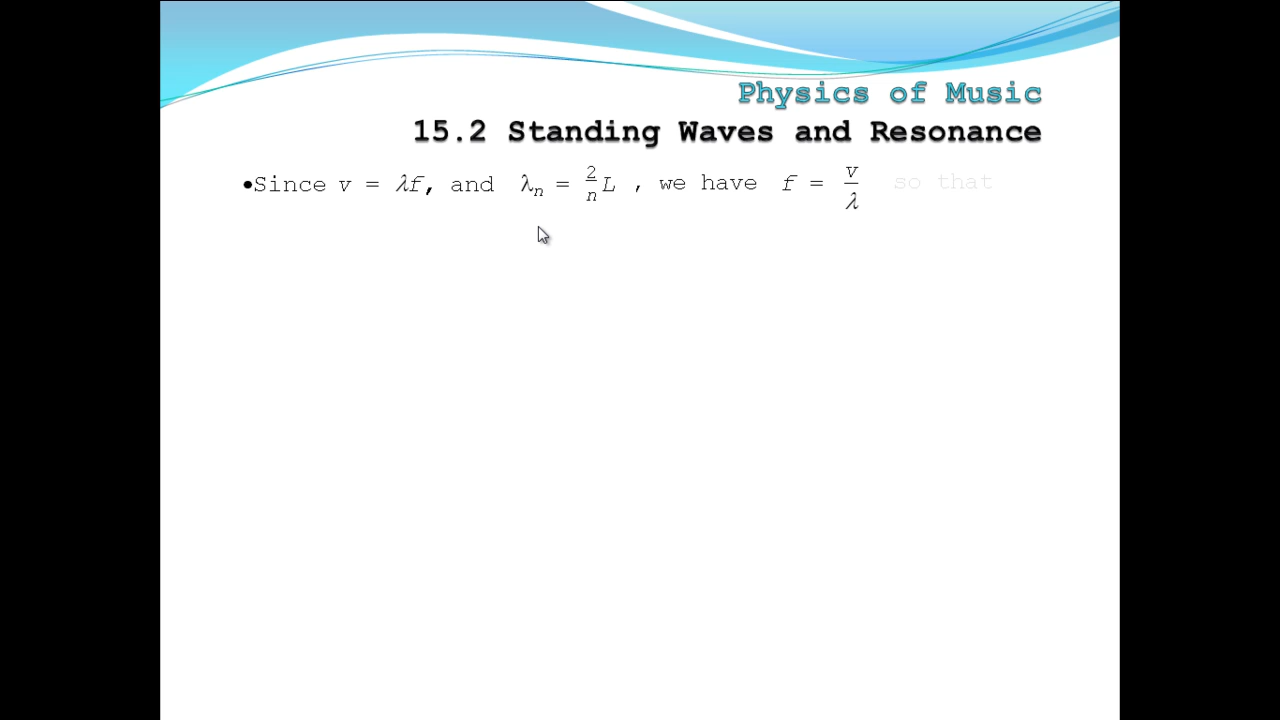 Physics of Music
15.2 Standing Waves and Resonance
•Since v = λf, and λₙ = 2/n L , we have f = v/λ so that